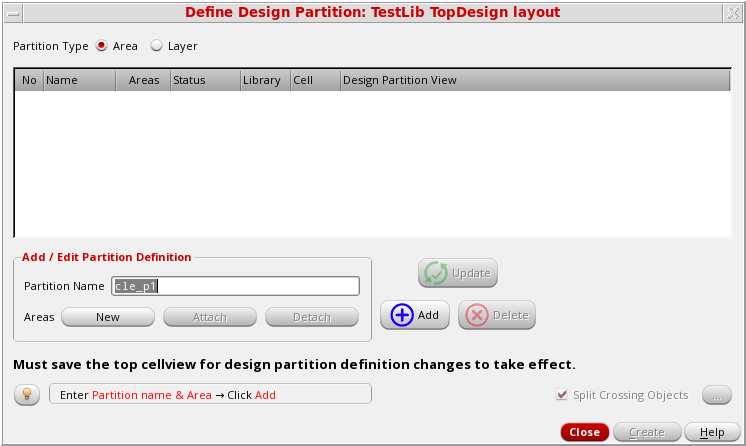 Define Design Partition: TestLib TopDesign layout
Partition Type Area Layer
No Name Areas Status Library Cell Design Partition View
Add / Edit Partition Definition
Partition Name cle_p1
Update
Areas New Attach Detach
Add Delete
Must save the top cellview for design partition definition changes to take effect.
Enter Partition name & Area → Click Add
Split Crossing Objects ...
Close Create Help